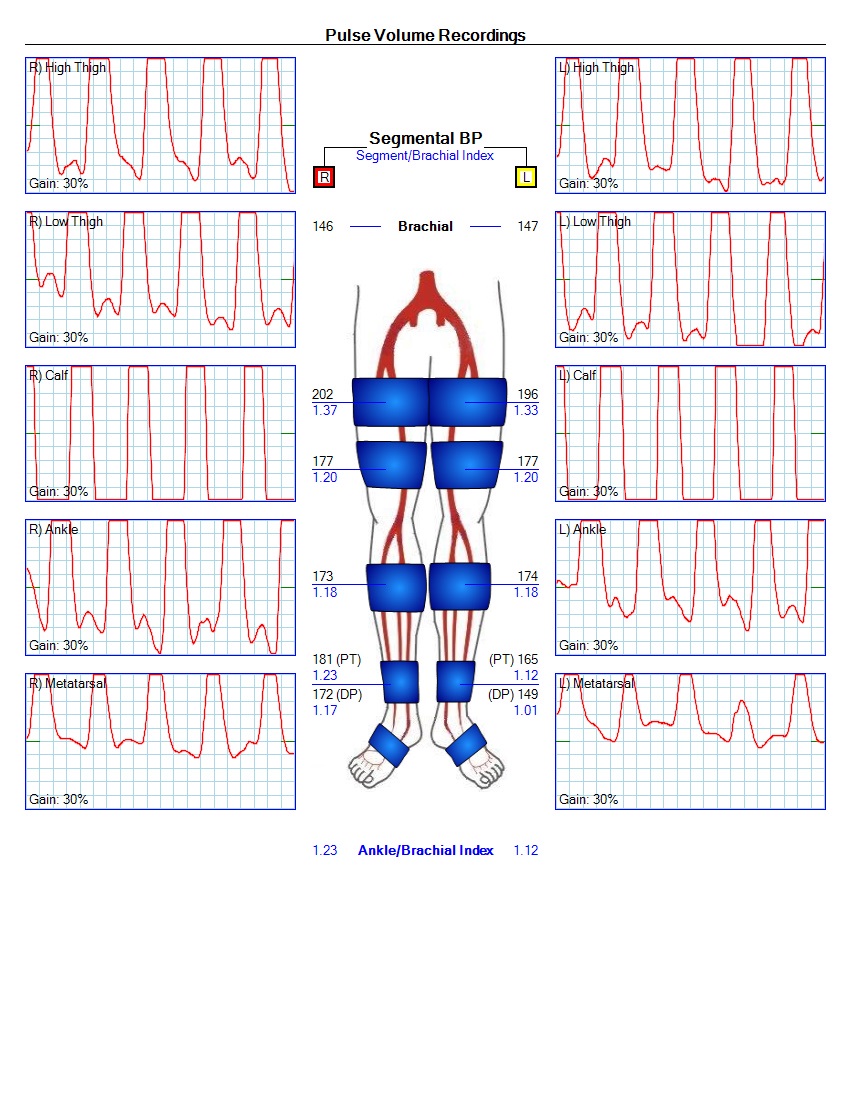 Pulse Volume Recordings
R) High Thigh
Gain: 30%
L) High Thigh
Gain: 30%
Segmental BP
Segment/Brachial Index
R
L
146 Brachial 147
R) Low Thigh
Gain: 30%
L) Low Thigh
Gain: 30%
R) Calf
Gain: 30%
L) Calf
Gain: 30%
202 196
1.37 1.33
177 177
1.20 1.20
R) Ankle
Gain: 30%
L) Ankle
Gain: 30%
173 174
1.18 1.18
181 (PT) (PT) 165
1.23 1.12
172 (DP) (DP) 149
1.17 1.01
R) Metatarsal
Gain: 30%
L) Metatarsal
Gain: 30%
1.23 Ankle/Brachial Index 1.12